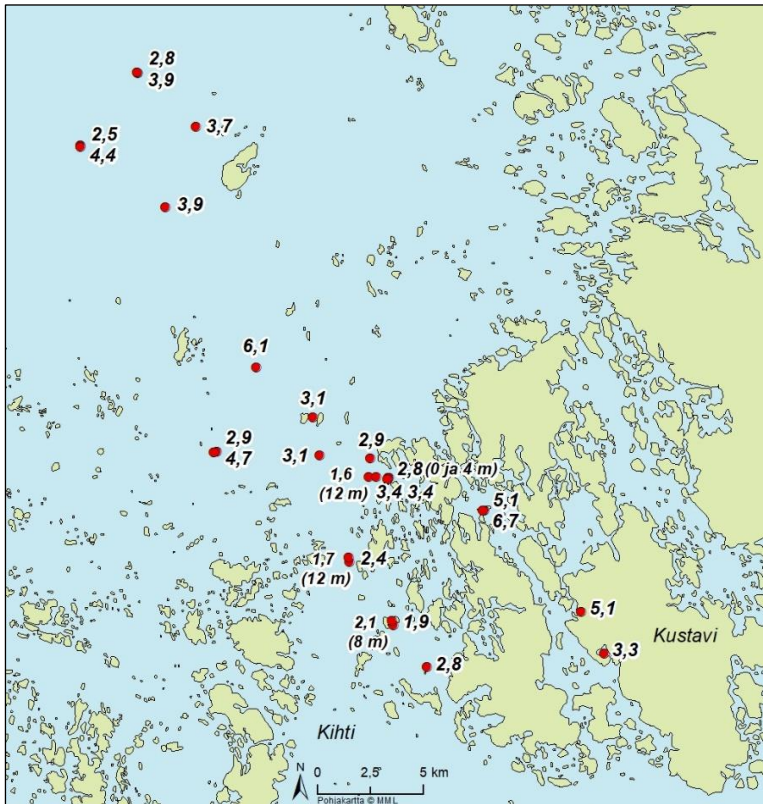 2,8
3,9
3,7
2,5
4,4
3,9
6,1
3,1
2,9
4,7
3,1
2,9
1,6
(12 m)
2,8 (0 ja 4 m)
3,4 3,4
5,1
6,7
1,7
(12 m)
2,4
5,1
2,1
(8 m)
1,9
Kustavi
3,3
2,8
Kihti
N
0 2,5 5 km
Pohjakartta © MML